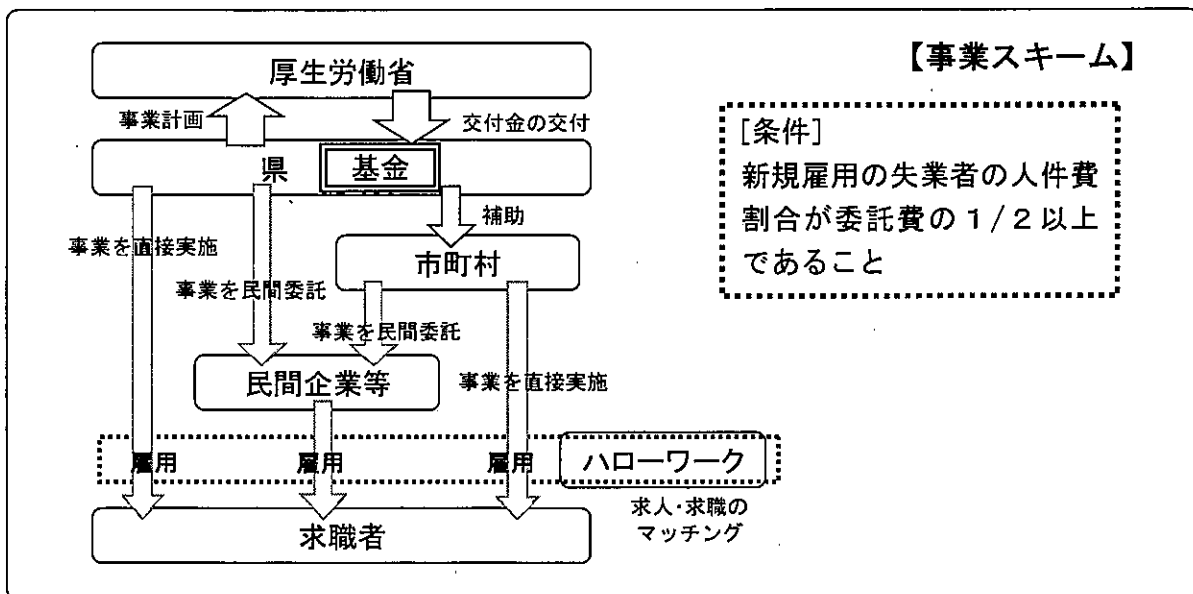 【事業スキーム】
厚生労働省
事業計画
交付金の交付
県
基金
補助
事業を直接実施
市町村
事業を民間委託
事業を民間委託
民間企業等
事業を直接実施
雇用
雇用
雇用
ハローワーク
求人・求職の
マッチング
求職者
[条件]
新規雇用の失業者の人件費
割合が委託費の1/2以上
であること